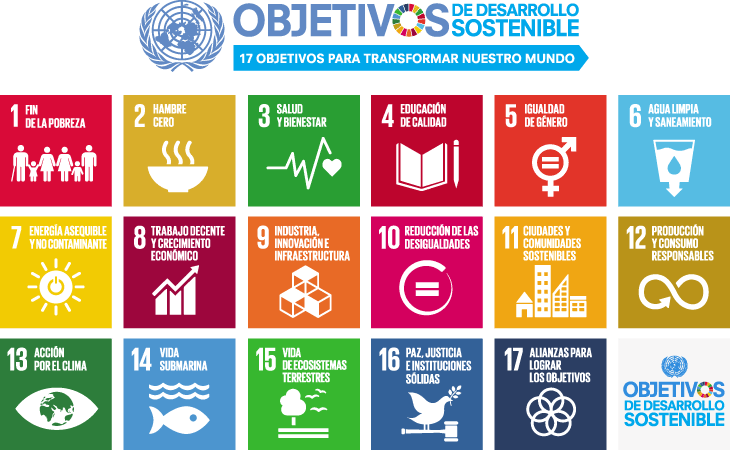 OBJETIVOS DE DESARROLLO
SOSTENIBLE
17 OBJETIVOS PARA TRANSFORMAR NUESTRO MUNDO
1 FIN
DE LA POBREZA
2 HAMBRE
CERO
3 SALUD
Y BIENESTAR
4 EDUCACIÓN
DE CALIDAD
5 IGUALDAD
DE GÉNERO
6 AGUA LIMPIA
Y SANEAMIENTO
7 ENERGÍA ASEQUIBLE
Y NO CONTAMINANTE
8 TRABAJO DECENTE
Y CRECIMIENTO
ECONÓMICO
9 INDUSTRIA,
INNOVACIÓN E
INFRAESTRUCTURA
10 REDUCCIÓN DE LAS
DESIGUALDADES
11 CIUDADES Y
COMUNIDADES
SOSTENIBLES
12 PRODUCCIÓN
Y CONSUMO
RESPONSABLES
13 ACCIÓN
POR EL CLIMA
14 VIDA
SUBMARINA
15 VIDA
DE ECOSISTEMAS
TERRESTRES
16 PAZ, JUSTICIA
E INSTITUCIONES
SÓLIDAS
17 ALIANZAS PARA
LOGRAR
LOS OBJETIVOS
OBJETIVOS
DE DESARROLLO
SOSTENIBLE